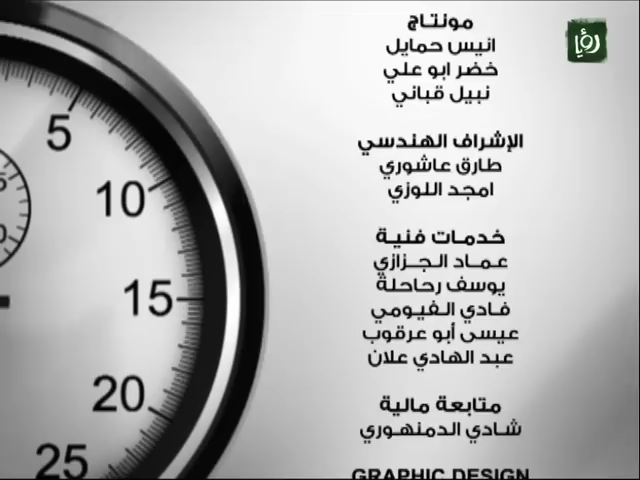 رؤيا
مونتاج
انيس حمايل
خضر ابو علي
نبيل قباني
الإشراف الهندسي
طارق عاشوري
امجد اللوزي
خدمات فنية
عماد الجزازي
يوسف رحاحلة
فادي الفيومي
عيسى أبو عرقوب
عبد الهادي علان
متابعة مالية
شادي الدمنهوري
GRAPHIC DESIGN
5
10
15
20
25